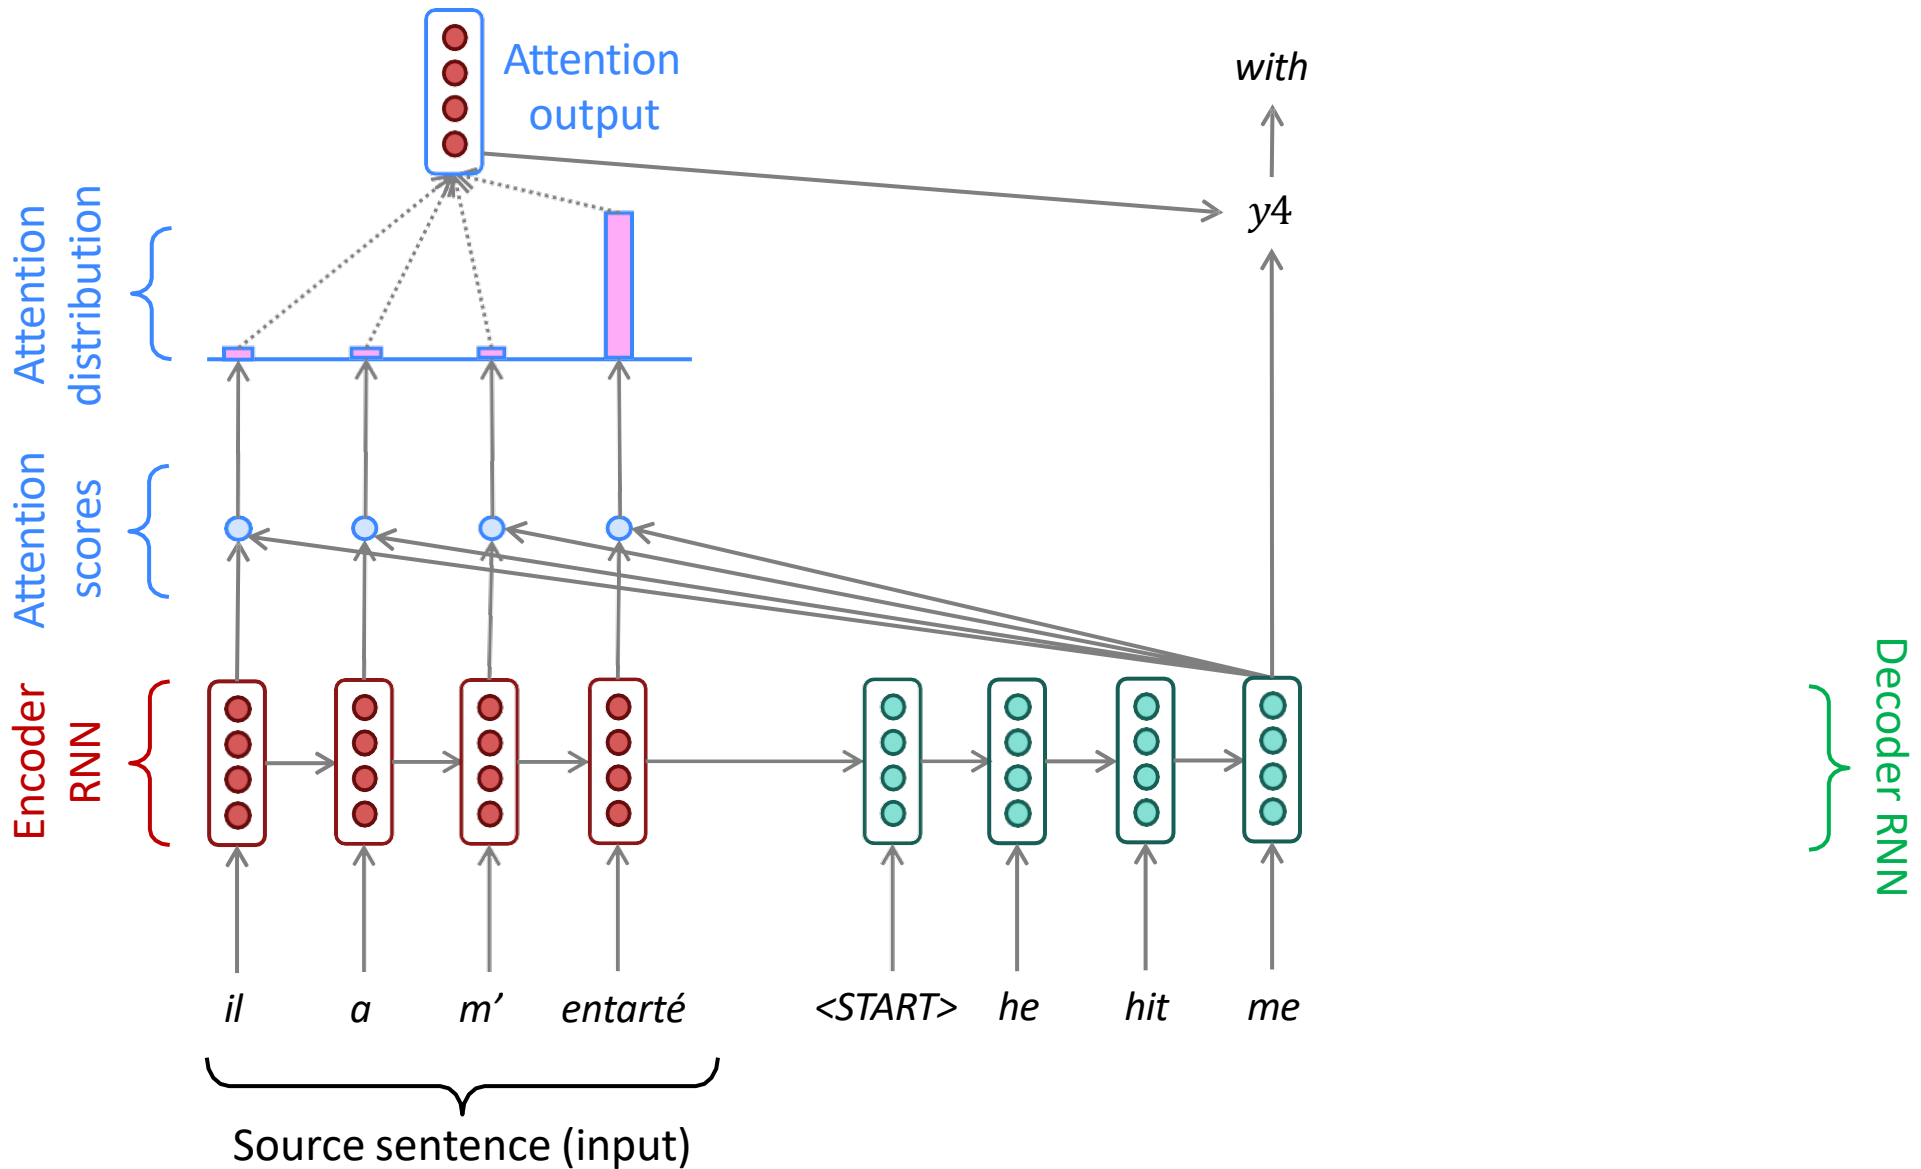 Attention
output
with
Attention
distribution
y4
Attention
scores
Encoder
RNN
Decoder RNN
il
a
m’
entarté
<START>
he
hit
me
Source sentence (input)